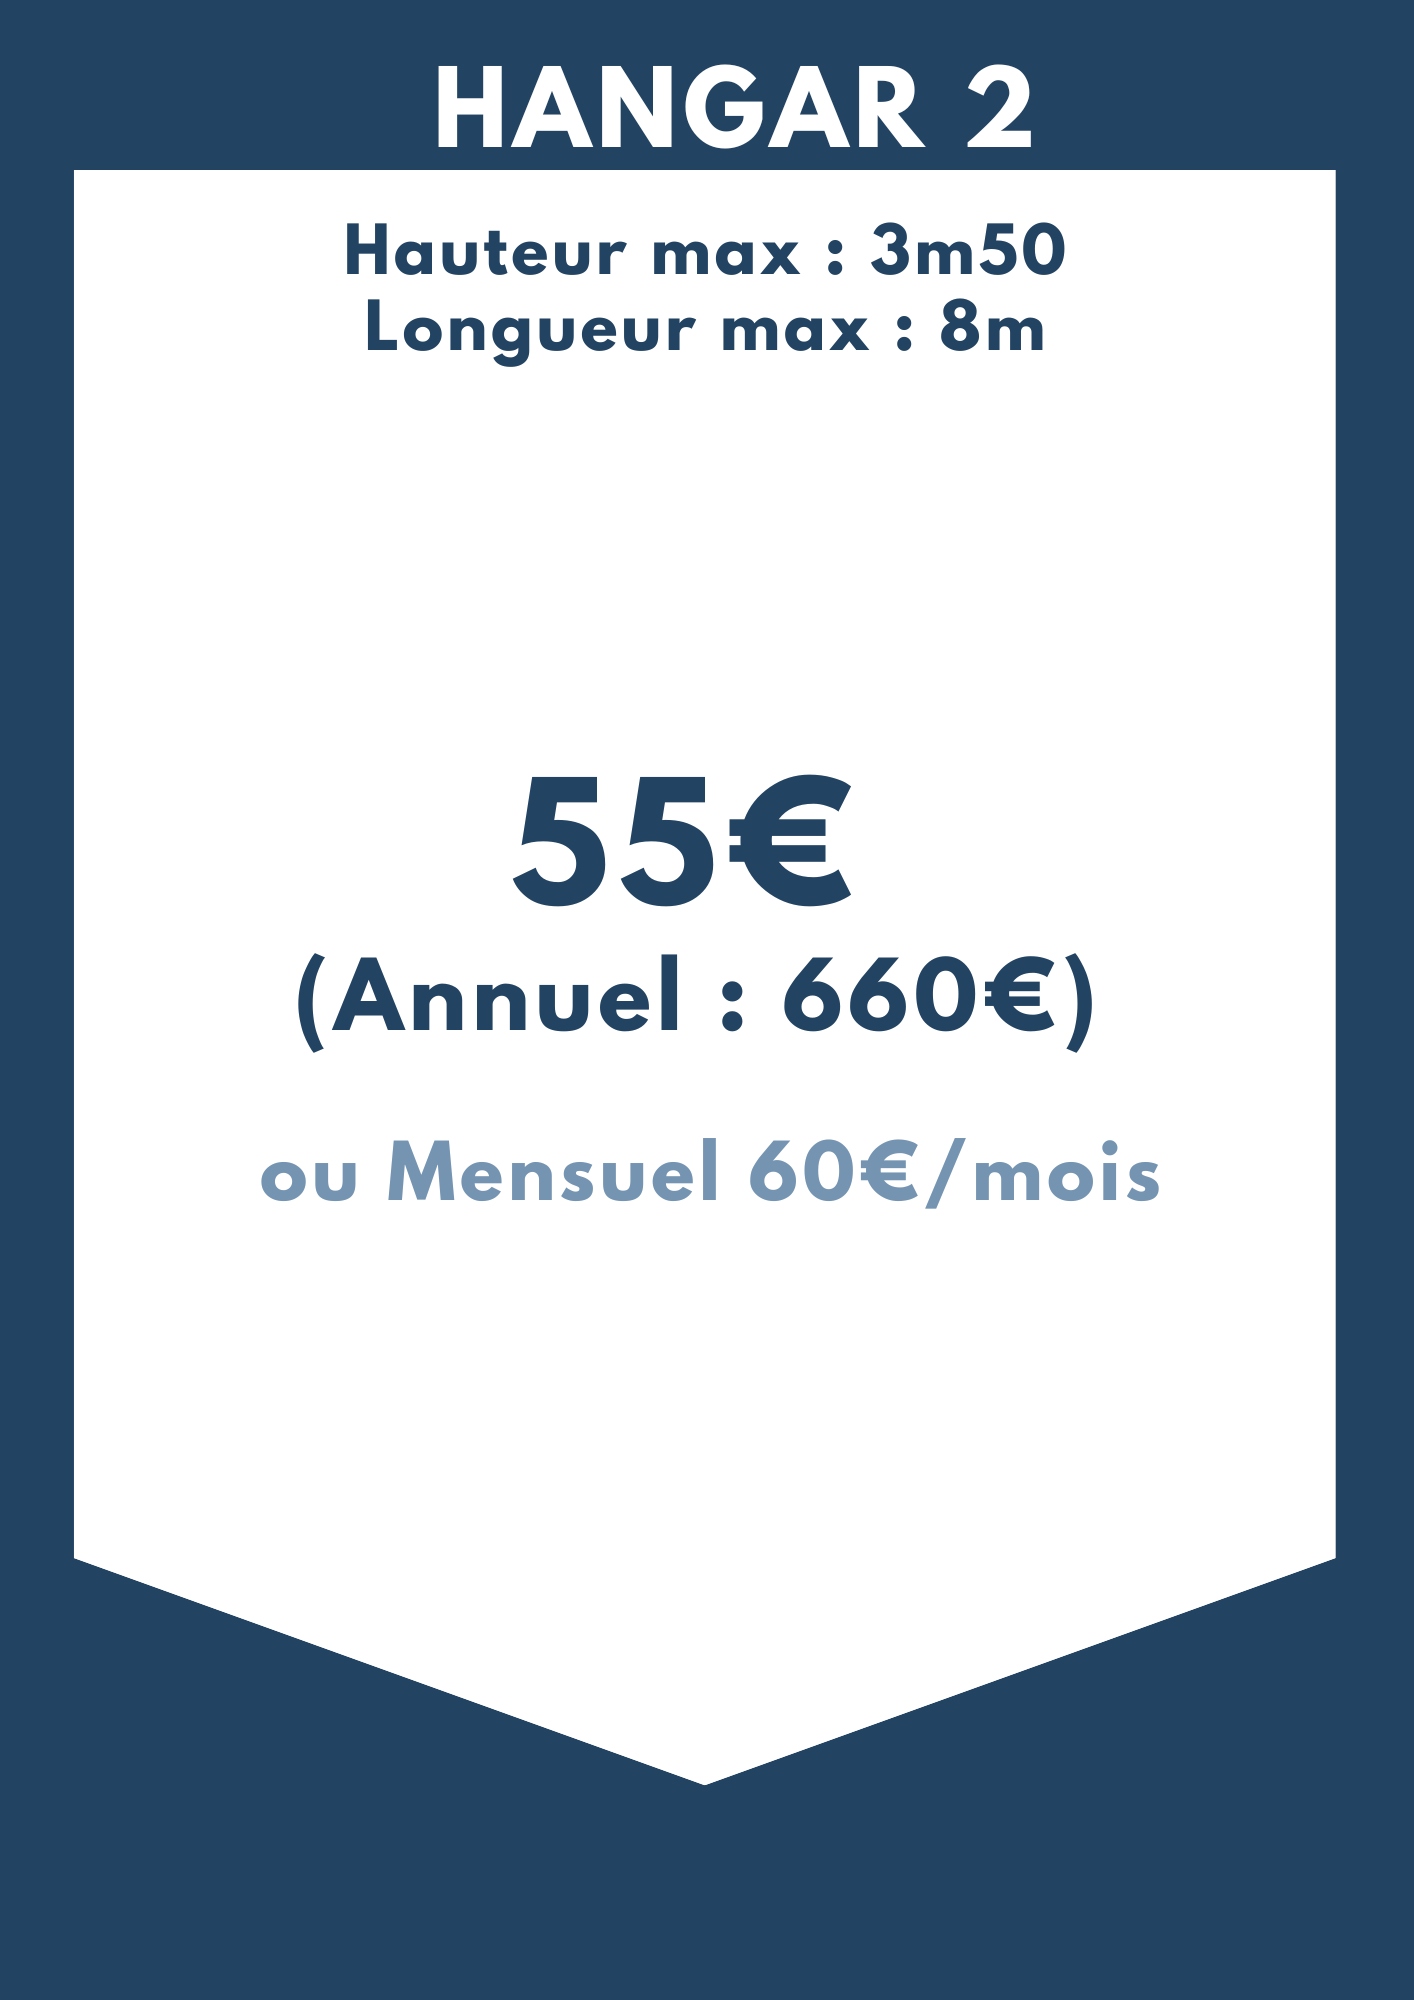 HANGAR 2
Hauteur max : 3m50
Longueur max : 8m
55€
(Annuel : 660€)
ou Mensuel 60€/mois